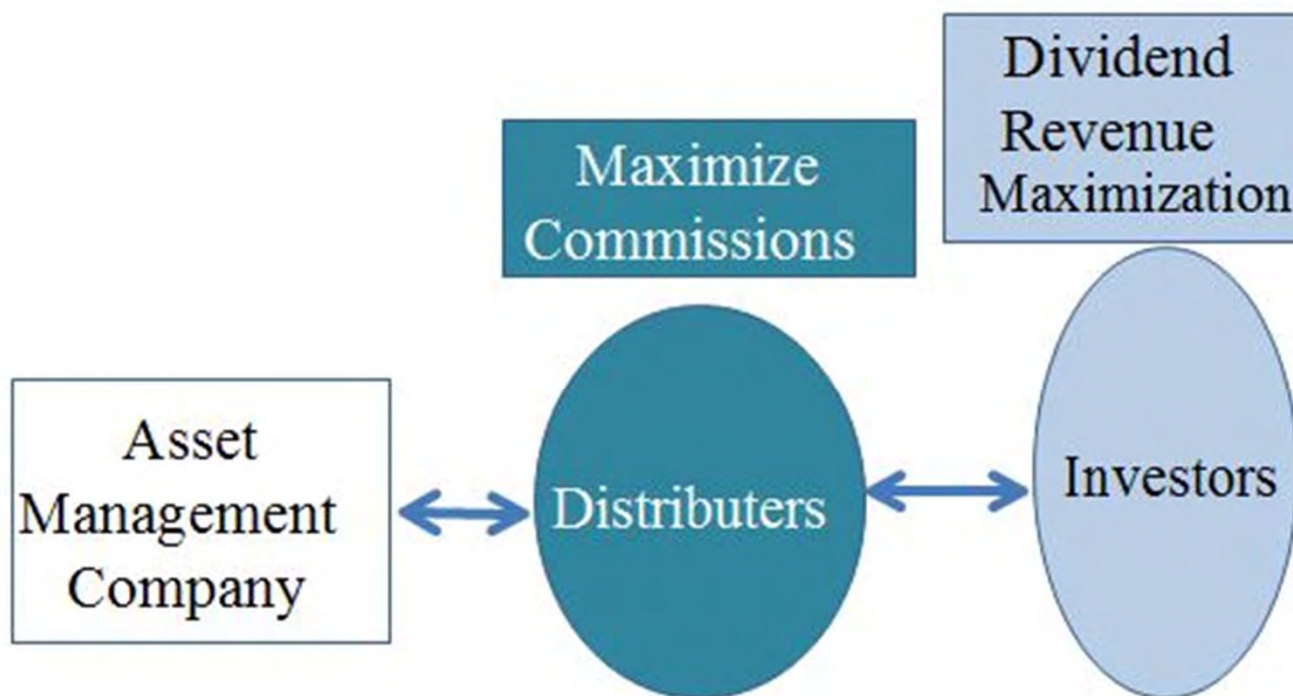 Dividend
Revenue
Maximization
Maximize
Commissions
Asset
Management
Company
Distributers
Investors